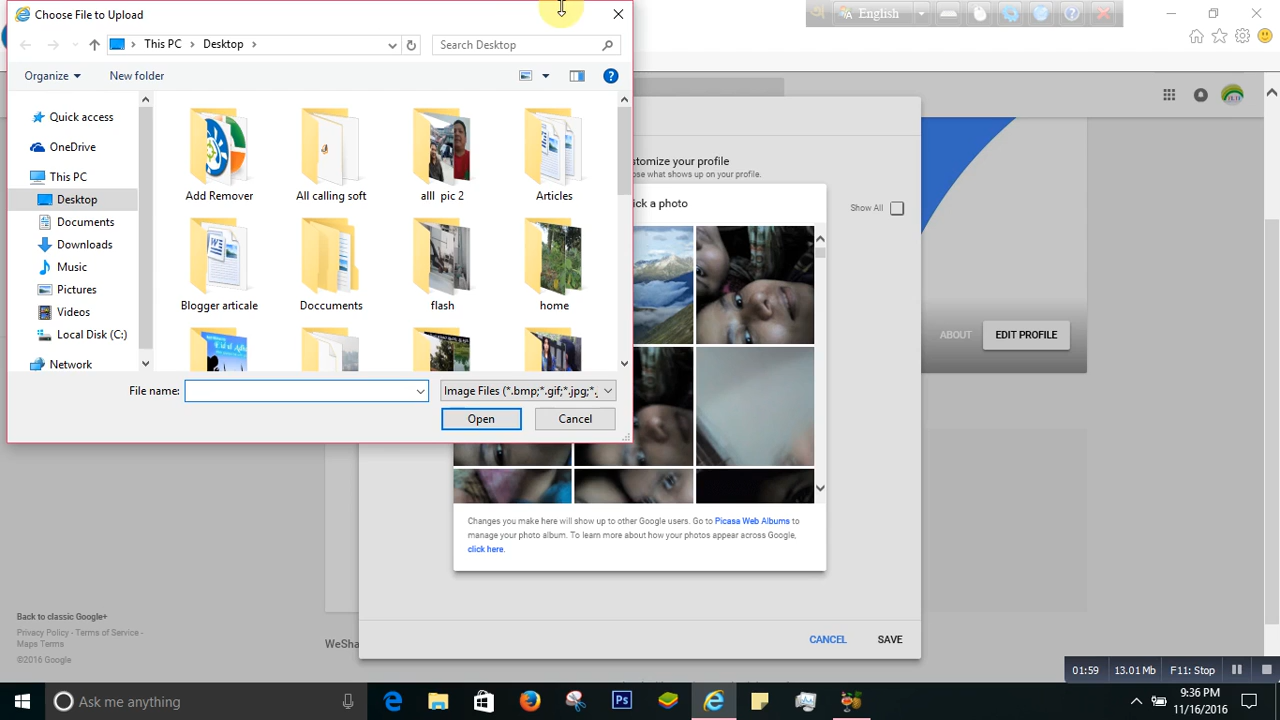 Choose File to Upload
English
This PC
Desktop
Search Desktop
Organize
New folder
Quick access
OneDrive
This PC
Desktop
Documents
Downloads
Music
Pictures
Videos
Local Disk (C:)
Network
Add Remover
All calling soft
alll pic 2
Articles
Blogger articale
Doccuments
flash
home
File name:
Image Files (*.bmp;*.gif;*.jpg;*.
Open
Cancel
stomize your profile
ose what shows up on your profile.
ick a photo
Show All
ABOUT
EDIT PROFILE
Changes you make here will show up to other Google users. Go to Picasa Web Albums to
manage your photo album. To learn more about how your photos appear across Google,
click here.
CANCEL
SAVE
Back to classic Google+
Privacy Policy - Terms of Service -
Maps Terms
©2016 Google
WeSha
01:59
13.01 Mb
F11: Stop
Ask me anything
Ps
9:36 PM
11/16/2016